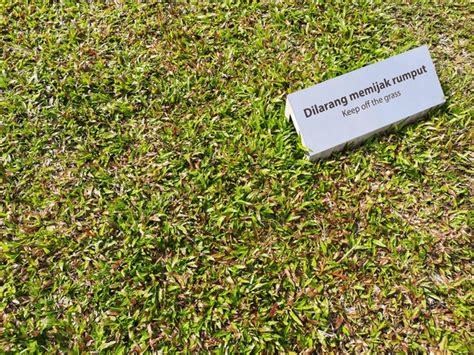 Dilarang memijak rumput
Keep off the grass